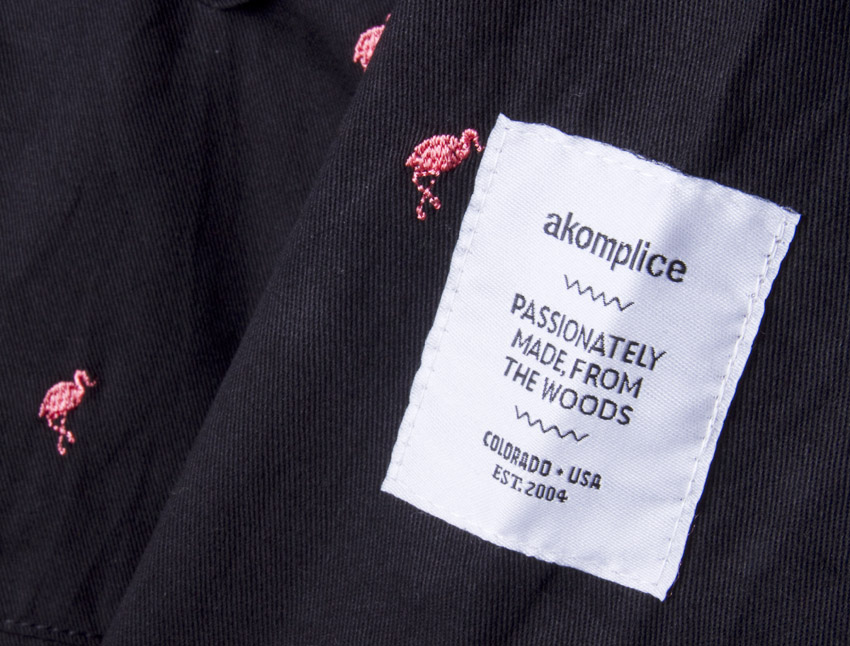 akomplice
PASSIONATELY
MADE, FROM
THE WOODS
COLORADO • USA
EST. 2004